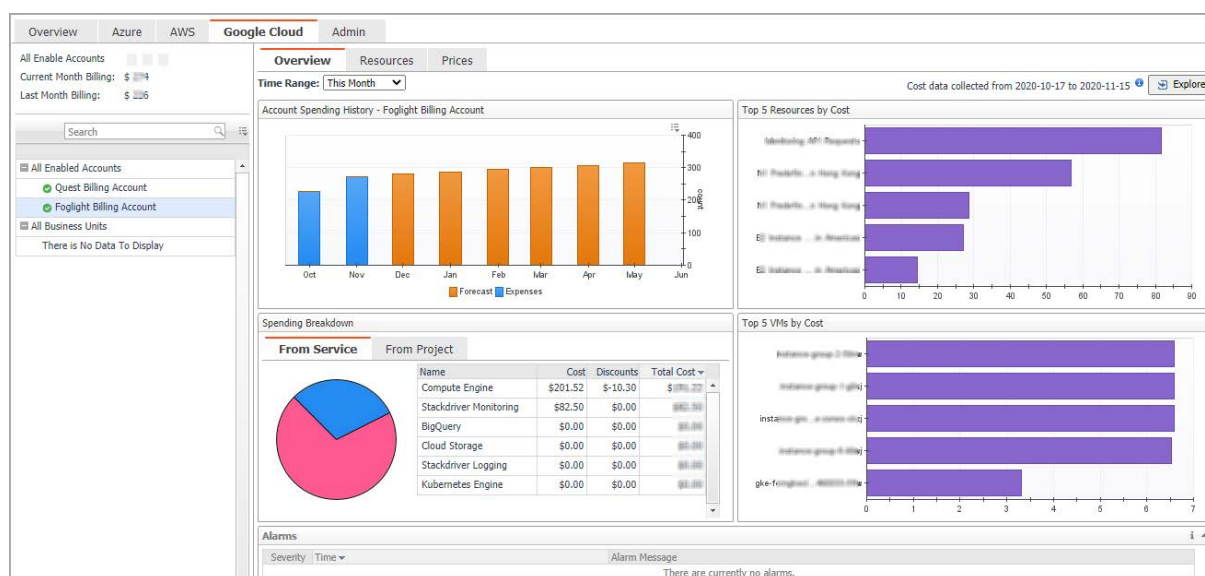 Overview Azure AWS Google Cloud Admin
All Enable Accounts
Current Month Billing: $
Last Month Billing: $
Search
All Enabled Accounts
Quest Billing Account
Foglight Billing Account
All Business Units
There is No Data To Display
Overview Resources Prices
Time Range: This Month
Cost data collected from 2020-10-17 to 2020-11-15 Explore
Account Spending History - Foglight Billing Account
400
300
200
100
0
count
Oct Nov Dec Jan Feb Mar Apr May Jun
Forecast Expenses
Top 5 Resources by Cost
Monitoring API Requests
0 10 20 30 40 50 60 70 80 90
Spending Breakdown
From Service From Project
Name Cost Discounts Total Cost
Compute Engine $201.52 $-10.30
Stackdriver Monitoring $82.50 $0.00
BigQuery $0.00 $0.00
Cloud Storage $0.00 $0.00
Stackdriver Logging $0.00 $0.00
Kubernetes Engine $0.00 $0.00
Top 5 VMs by Cost
0 1 2 3 4 5 6 7
Alarms
Severity Time Alarm Message
There are currently no alarms.